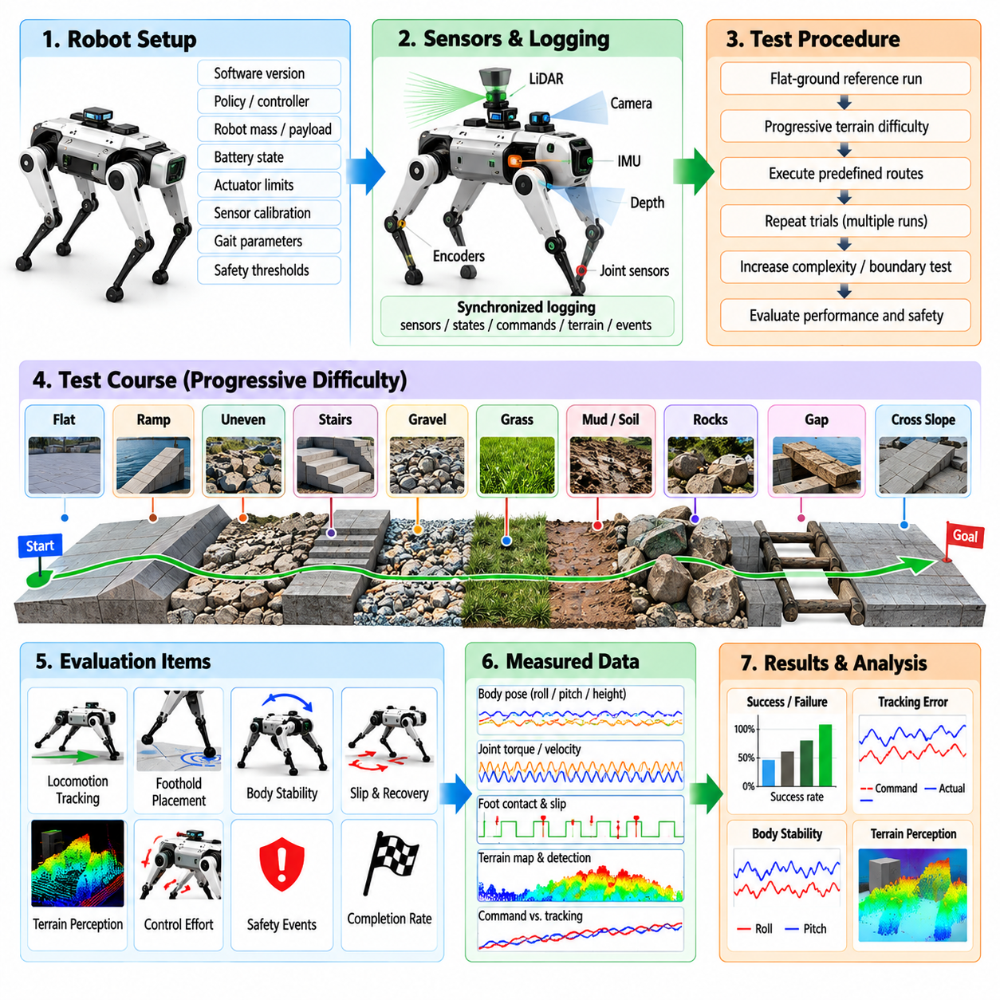 1. Robot Setup
Software version
Policy / controller
Robot mass / payload
Battery state
Actuator limits
Sensor calibration
Gait parameters
Safety thresholds
2. Sensors & Logging
LiDAR
Camera
IMU
Depth
Encoders
Joint sensors
Synchronized logging
sensors / states / commands / terrain / events
3. Test Procedure
Flat-ground reference run
Progressive terrain difficulty
Execute predefined routes
Repeat trials (multiple runs)
Increase complexity / boundary test
Evaluate performance and safety
4. Test Course (Progressive Difficulty)
Flat
Ramp
Uneven
Stairs
Gravel
Grass
Mud / Soil
Rocks
Gap
Cross Slope
Start
Goal
5. Evaluation Items
Locomotion
Tracking
Foothold
Placement
Body Stability
Slip & Recovery
Terrain Perception
Control Effort
Safety Events
Completion Rate
6. Measured Data
Body pose (roll / pitch / height)
Joint torque / velocity
Foot contact & slip
Terrain map & detection
Command vs. tracking
7. Results & Analysis
Success / Failure
100%
50%
0%
Success rate
Tracking Error
Command
Actual
Body Stability
Roll
Pitch
Terrain Perception